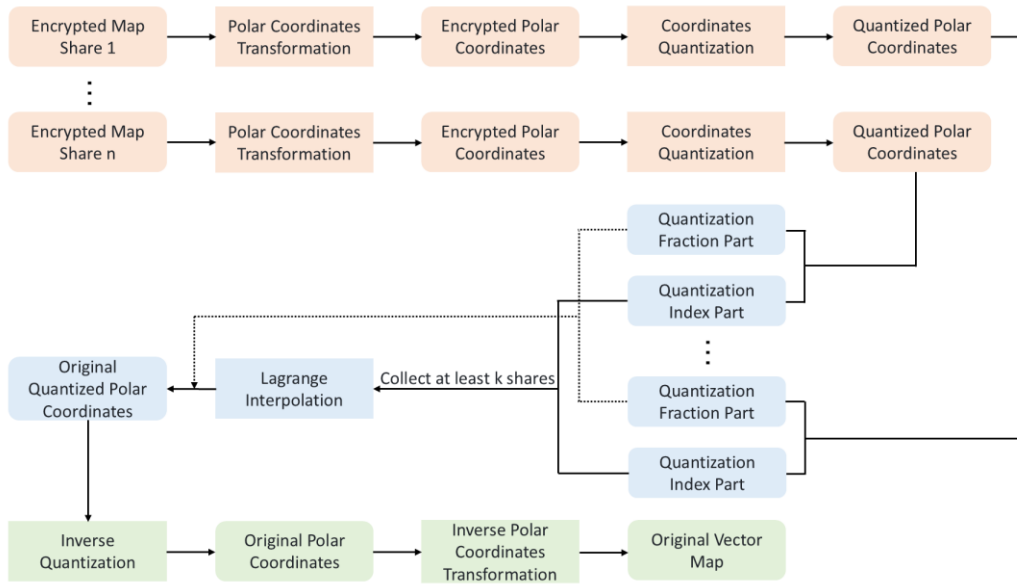 Encrypted Map
Share 1
Polar Coordinates
Transformation
Encrypted Polar
Coordinates
Coordinates
Quantization
Quantized Polar
Coordinates
Encrypted Map
Share n
Polar Coordinates
Transformation
Encrypted Polar
Coordinates
Coordinates
Quantization
Quantized Polar
Coordinates
Quantization
Fraction Part
Quantization
Index Part
Original
Quantized Polar
Coordinates
Lagrange
Interpolation
Collect at least k shares
Quantization
Fraction Part
Quantization
Index Part
Inverse
Quantization
Original Polar
Coordinates
Inverse Polar
Coordinates
Transformation
Original Vector
Map